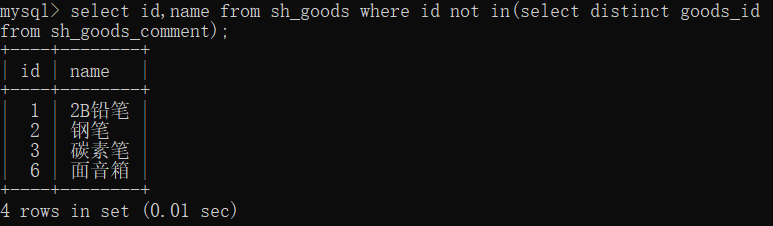 mysql> select id,name from sh_goods where id not in(select distinct goods_id
from sh_goods_comment);
+----+--------+
| id | name   |
+----+--------+
|  1 | 2B铅笔 |
|  2 | 钢笔   |
|  3 | 碳素笔 |
|  6 | 面音箱 |
+----+--------+
4 rows in set (0.01 sec)